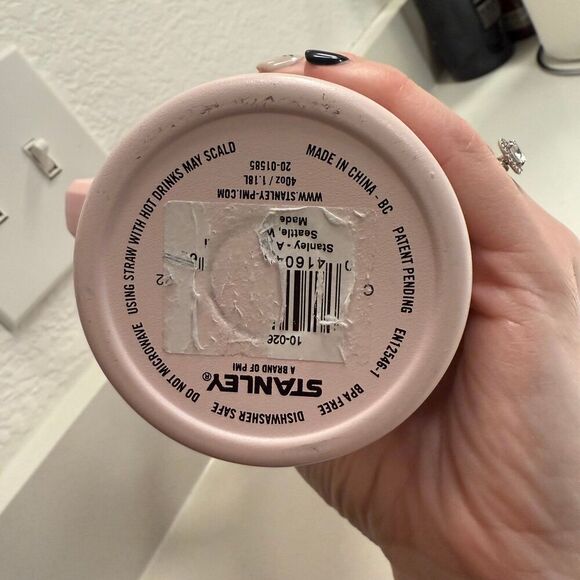 USING STRAW WITH HOT DRINKS MAY SCALD
MADE IN CHINA - BC
PATENT PENDING
EN12546-1
BPA FREE
DISHWASHER SAFE
DO NOT MICROWAVE
STANLEY®
A BRAND OF PMI
10-026
0 4160
Stanley - A
Seattle, W
Made
C
WWW.STANLEY-PMI.COM
40oz / 1.18L
20-01585